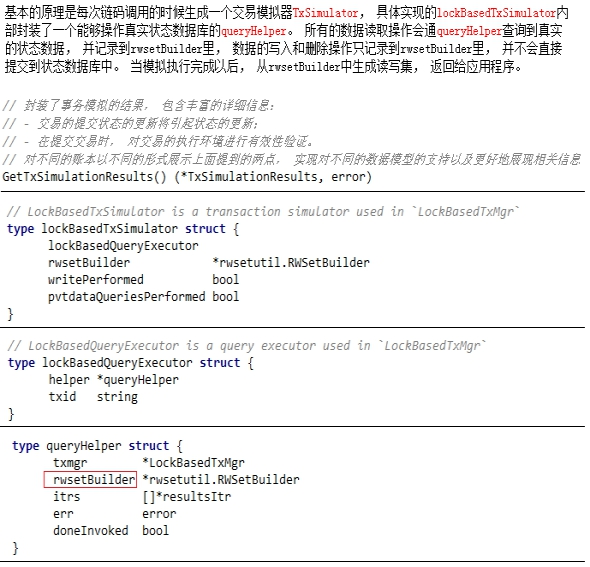 基本的原理是每次链码调用的时候生成一个交易模拟器TxSimulator， 具体实现的lockBasedTxSimulator内
部封装了一个能够操作真实状态数据库的queryHelper。 所有的数据读取操作会通queryHelper查询到真实
的状态数据， 并记录到rwsetBuilder里， 数据的写入和删除操作只记录到rwsetBuilder里， 并不会直接
提交到状态数据库中。 当模拟执行完成以后， 从rwsetBuilder中生成读写集， 返回给应用程序。
// 封装了事务模拟的结果， 包含丰富的详细信息：
// - 交易的提交状态的更新将引起状态的更新；
// - 在提交交易时， 对交易的执行环境进行有效性验证。
// 对不同的账本以不同的形式展示上面提到的两点， 实现对不同的数据模型的支持以及更好地展现相关信息
GetTxSimulationResults() (*TxSimulationResults, error)
// LockBasedTxSimulator is a transaction simulator used in `LockBasedTxMgr`
type lockBasedTxSimulator struct {
lockBasedQueryExecutor
rwsetBuilder *rwsetutil.RWSetBuilder
writePerformed bool
pvtdataQueriesPerformed bool
}
// LockBasedQueryExecutor is a query executor used in `LockBasedTxMgr`
type lockBasedQueryExecutor struct {
helper *queryHelper
txid string
}
type queryHelper struct {
txmgr *LockBasedTxMgr
rwsetBuilder *rwsetutil.RWSetBuilder
itrs []*resultsItr
err error
doneInvoked bool
}